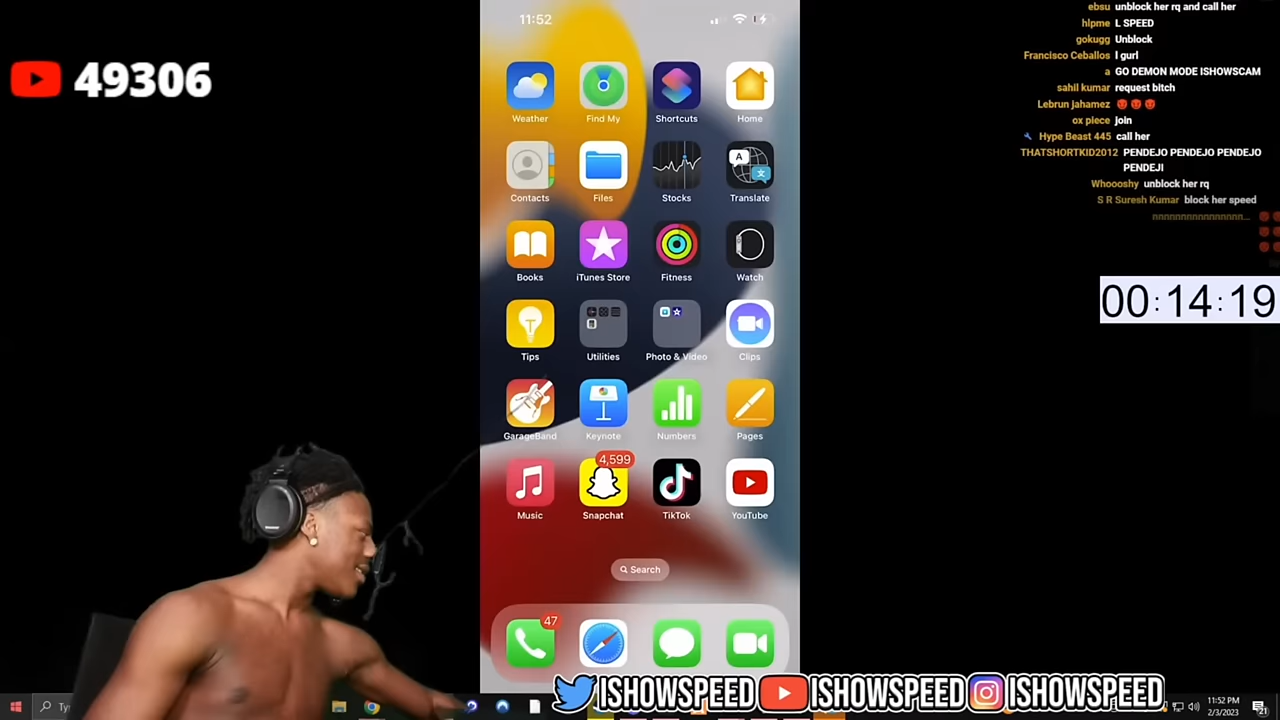 11:52
49306
Weather
Find My
Shortcuts
Home
Contacts
Files
Stocks
Translate
Books
iTunes Store
Fitness
Watch
Tips
Utilities
Photo & Video
Clips
GarageBand
Keynote
Numbers
Pages
Music
4,599
Snapchat
TikTok
YouTube
Search
47
ebsu unblock her rq and call her
hlpme L SPEED
gokugg Unblock
Francisco Ceballos I gurl
a GO DEMON MODE ISHOWSCAM
sahil kumar request bitch
Lebrun jahamez
ox piece join
Hype Beast 445 call her
THATSHORTKID2012 PENDEJO PENDEJO PENDEJO
PENDEJI
Whoooshy unblock her rq
S R Suresh Kumar block her speed
00:14:19
ISHOWSPEED ISHOWSPEED ISHOWSPEED
Ty
11:52 PM
2/3/2023